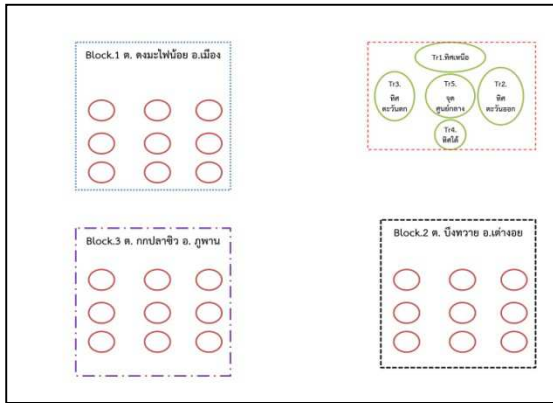 Block.1 ต. ดงมะไฟน้อย อ.เมือง
Tr1.ทิศเหนือ
Tr3.
ทิศ
ตะวันตก
Tr5.
จุด
ศูนย์กลาง
Tr2.
ทิศ
ตะวันออก
Tr4.
ทิศใต้
Block.3 ต. กกปลาซิว อ. ภูพาน
Block.2 ต. บึงทวาย อ.เต่างอย